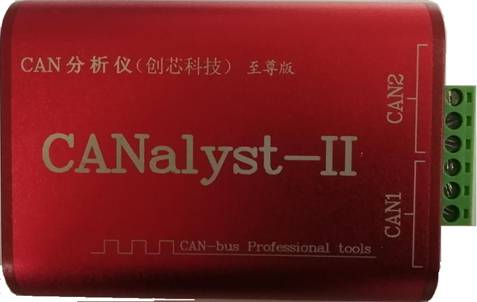 CAN分析仪(创芯科技) 至尊版
CANalyst-II
CAN-bus Professional tools
CAN2
CAN1